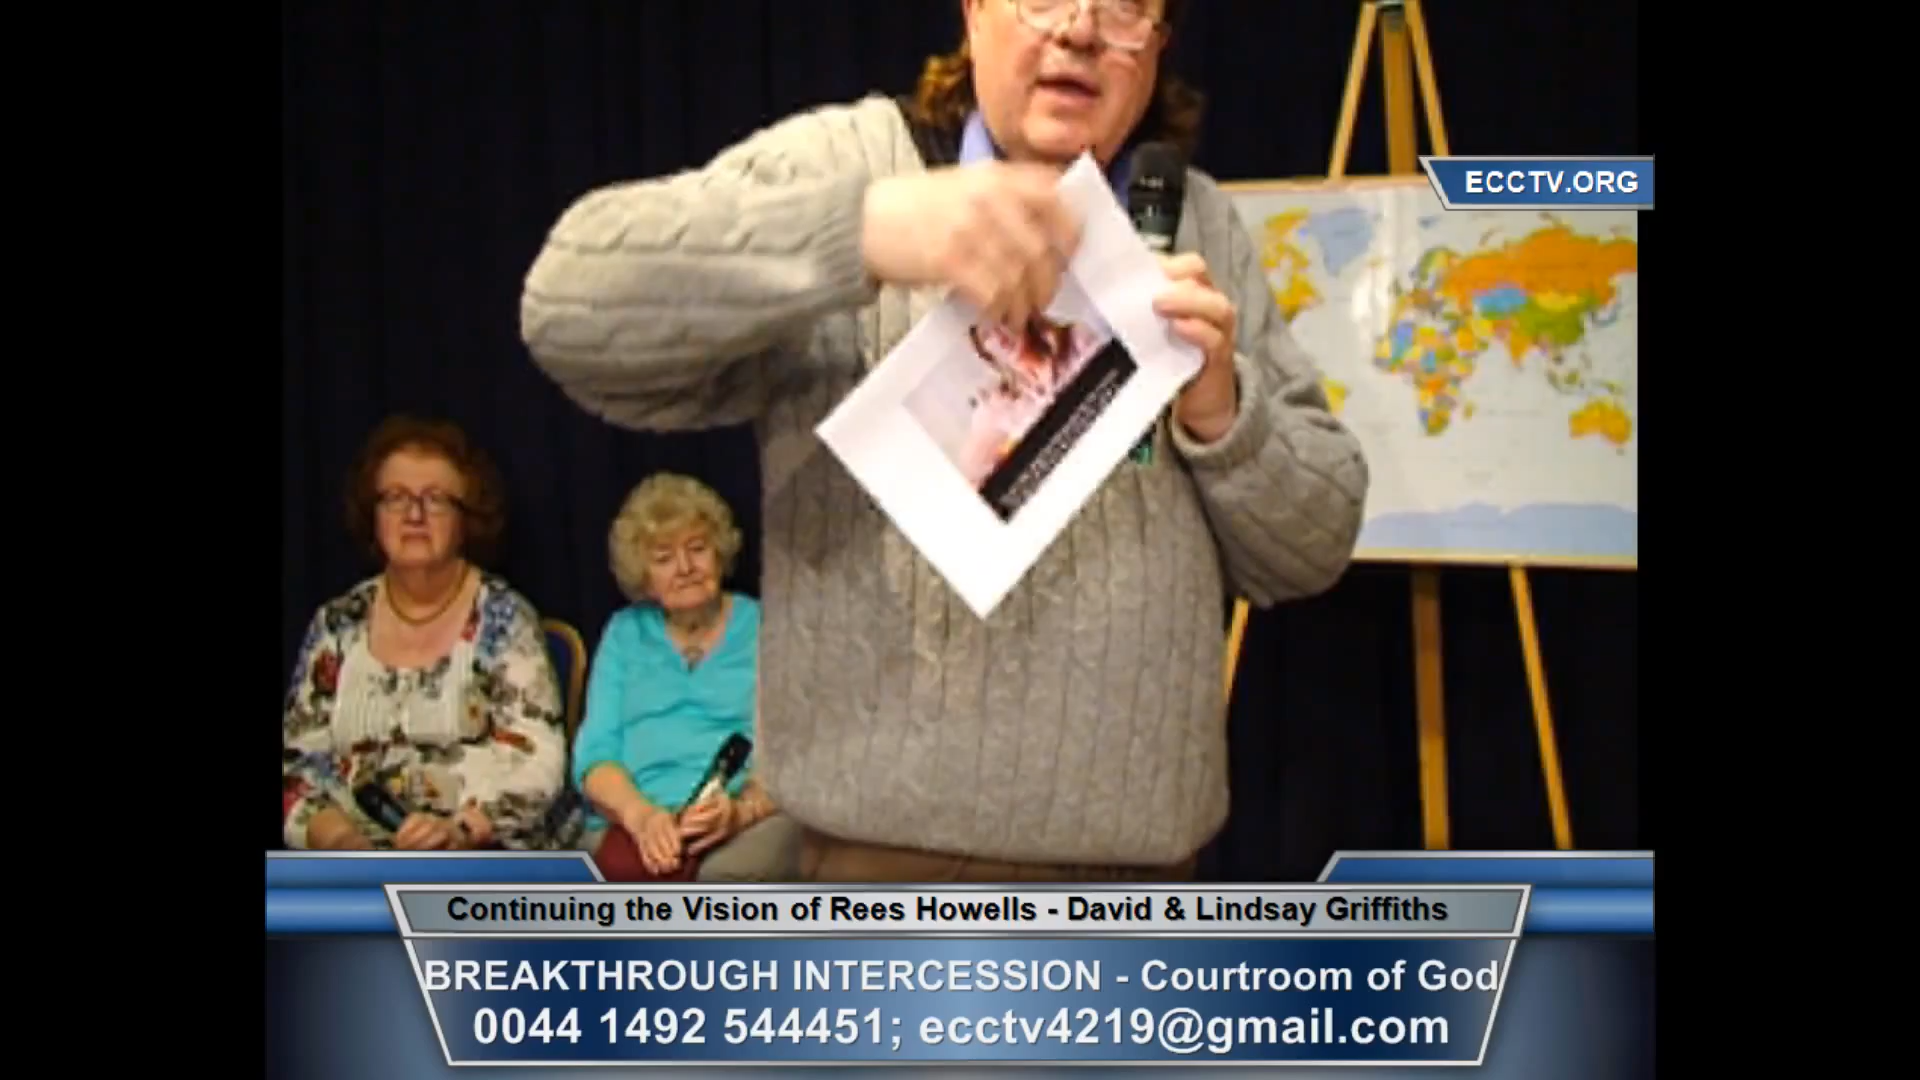 ECCTV.ORG
Continuing the Vision of Rees Howells - David & Lindsay Griffiths
BREAKTHROUGH INTERCESSION - Courtroom of God
0044 1492 544451; ecctv4219@gmail.com